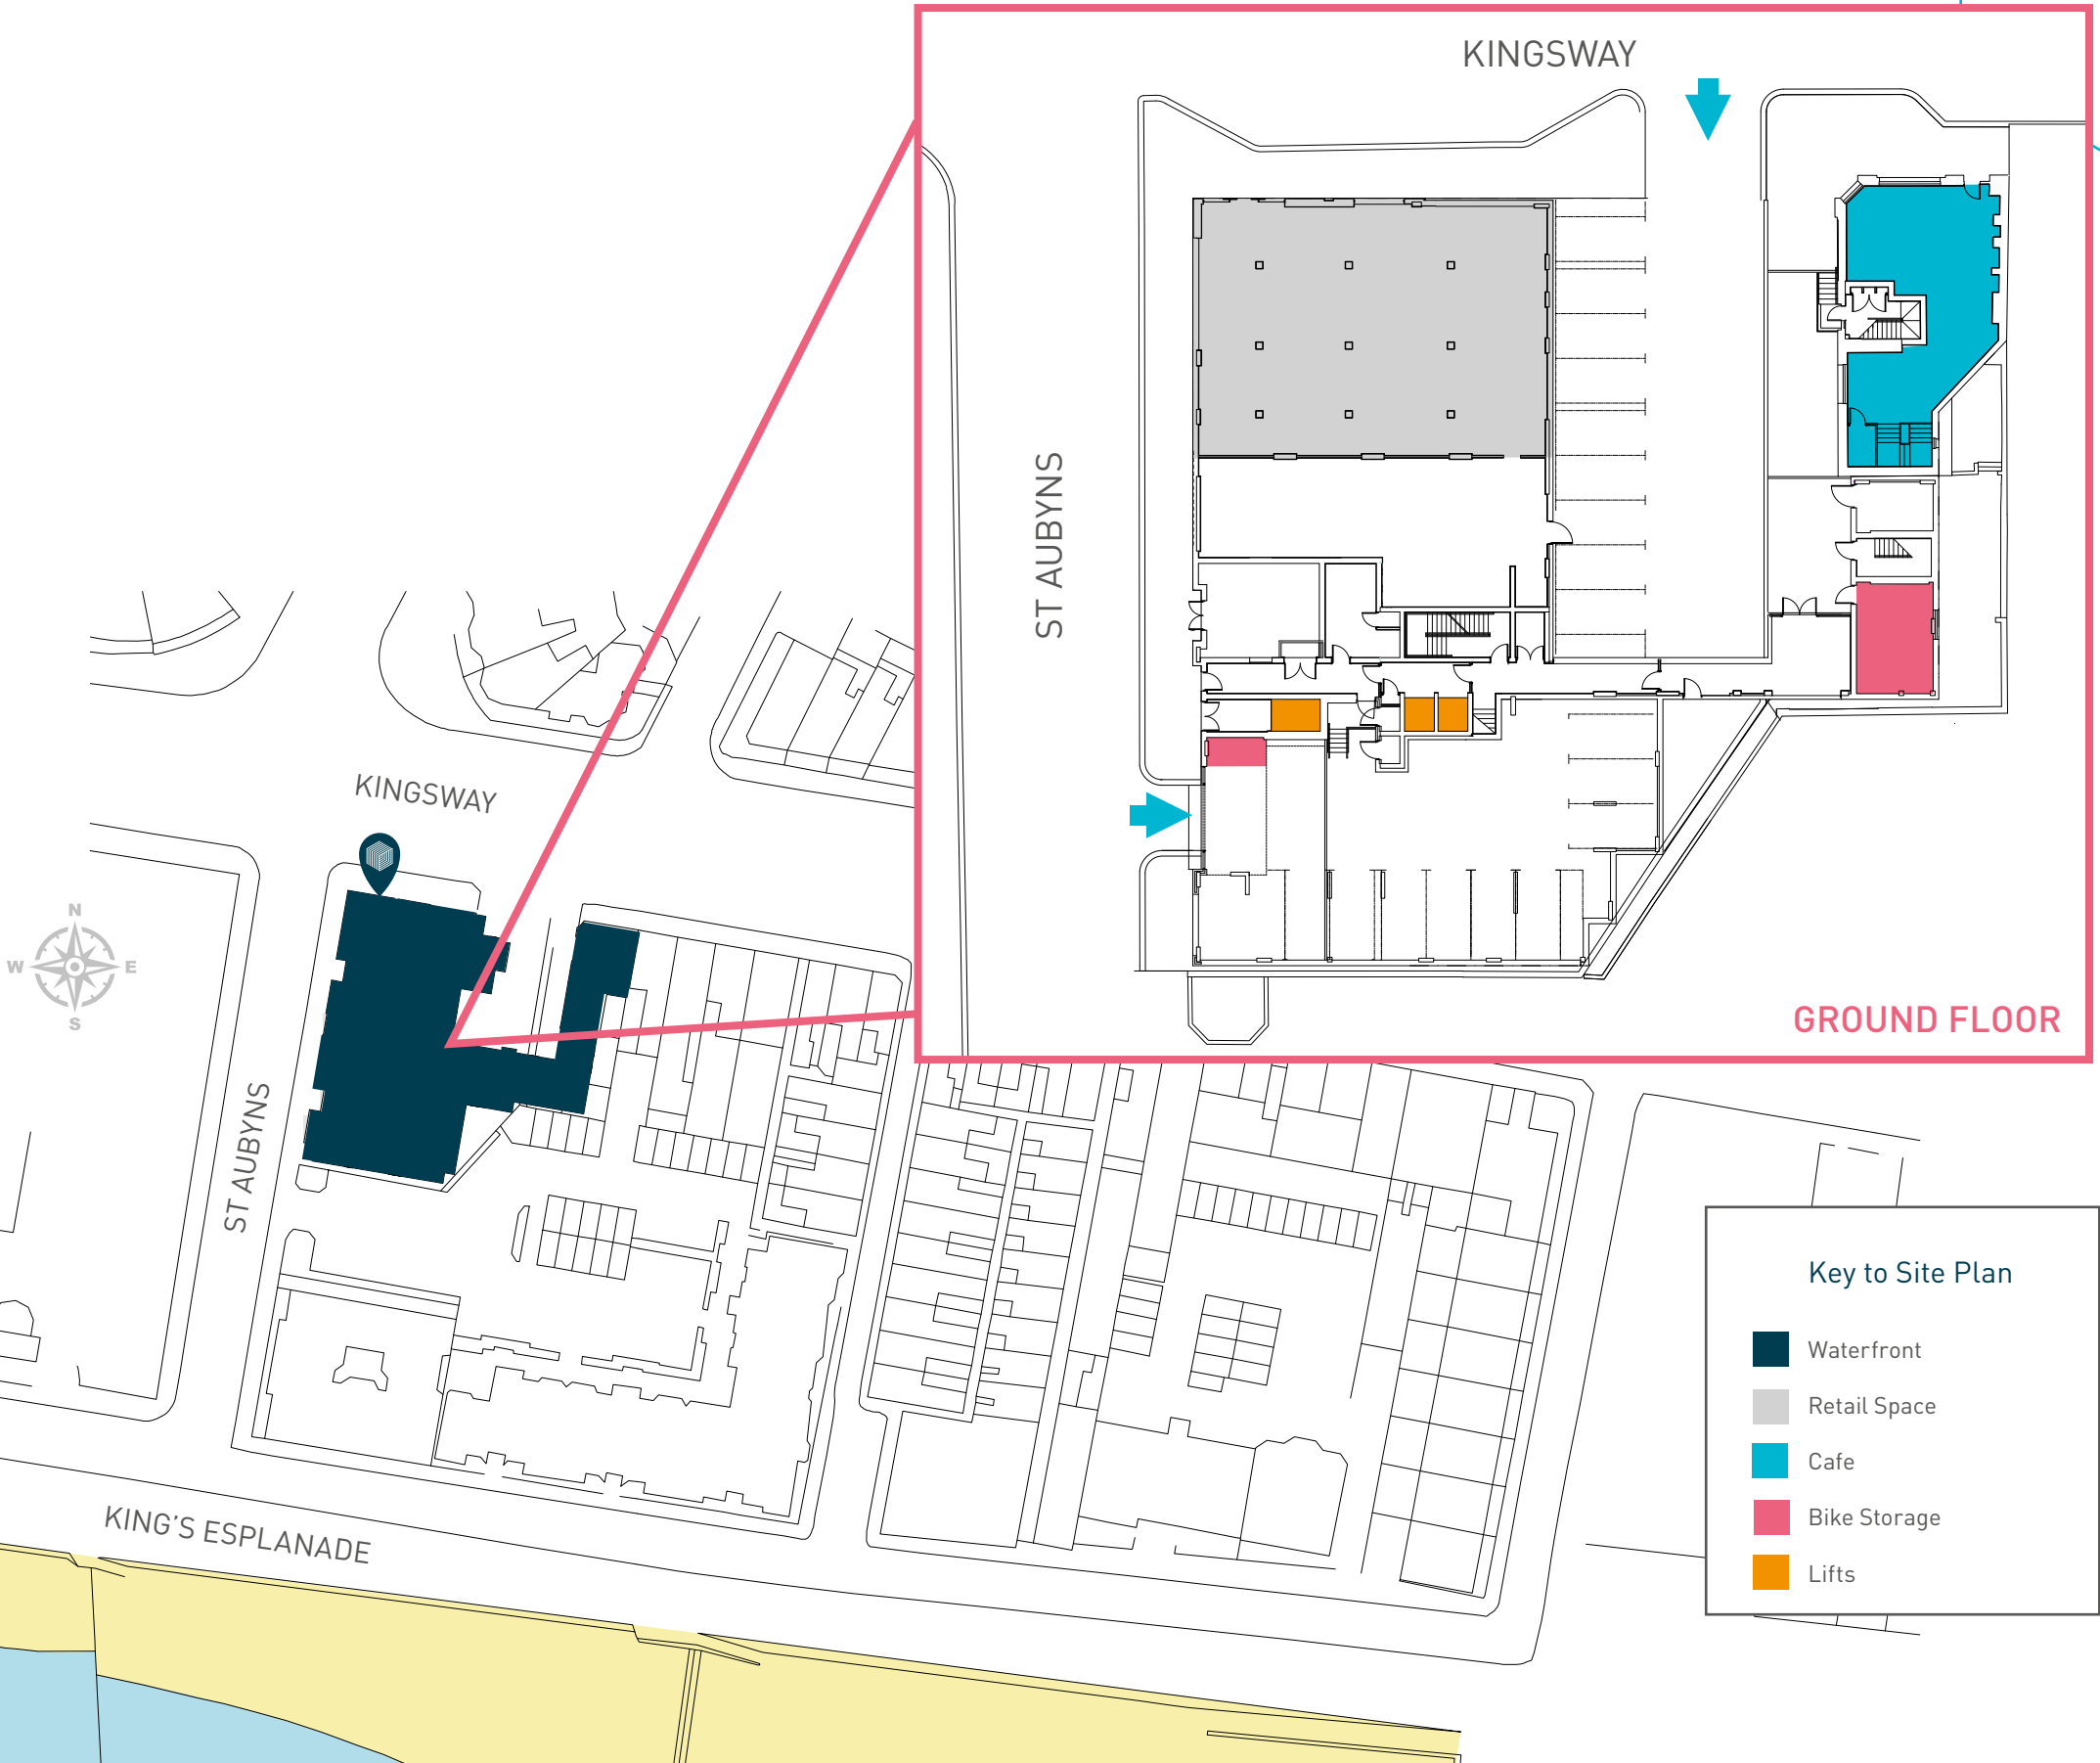 KINGSWAY
ST AUBYNS
GROUND FLOOR
KINGSWAY
N
W
E
S
ST AUBYNS
KING'S ESPLANADE
Key to Site Plan
Waterfront
Retail Space
Cafe
Bike Storage
Lifts